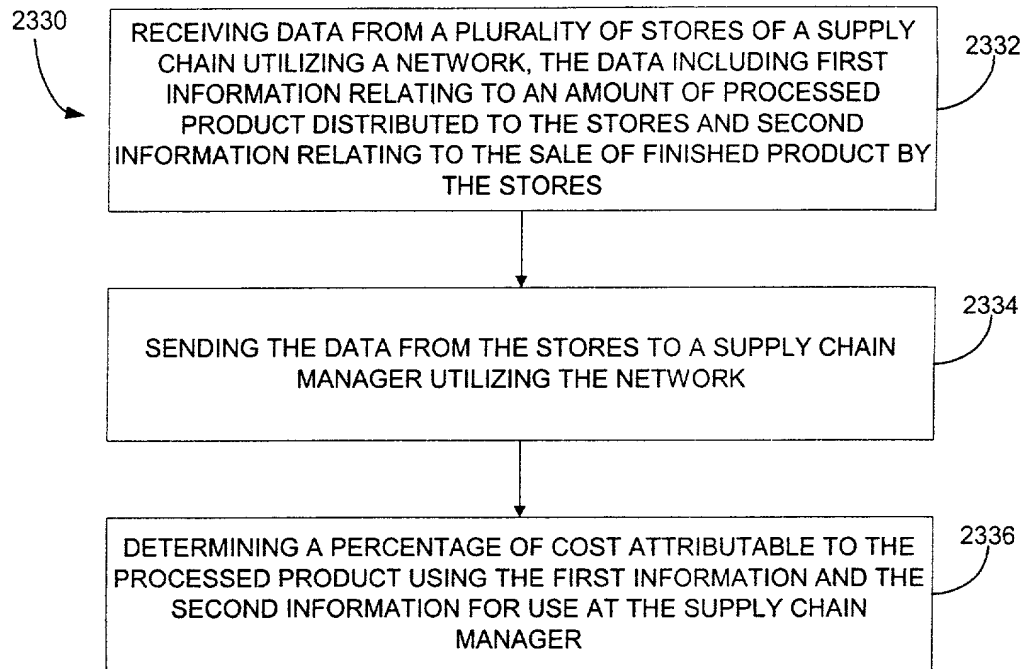 2330
RECEIVING DATA FROM A PLURALITY OF STORES OF A SUPPLY
CHAIN UTILIZING A NETWORK, THE DATA INCLUDING FIRST
INFORMATION RELATING TO AN AMOUNT OF PROCESSED
PRODUCT DISTRIBUTED TO THE STORES AND SECOND
INFORMATION RELATING TO THE SALE OF FINISHED PRODUCT BY
THE STORES
2332
SENDING THE DATA FROM THE STORES TO A SUPPLY CHAIN
MANAGER UTILIZING THE NETWORK
2334
DETERMINING A PERCENTAGE OF COST ATTRIBUTABLE TO THE
PROCESSED PRODUCT USING THE FIRST INFORMATION AND THE
SECOND INFORMATION FOR USE AT THE SUPPLY CHAIN
MANAGER
2336